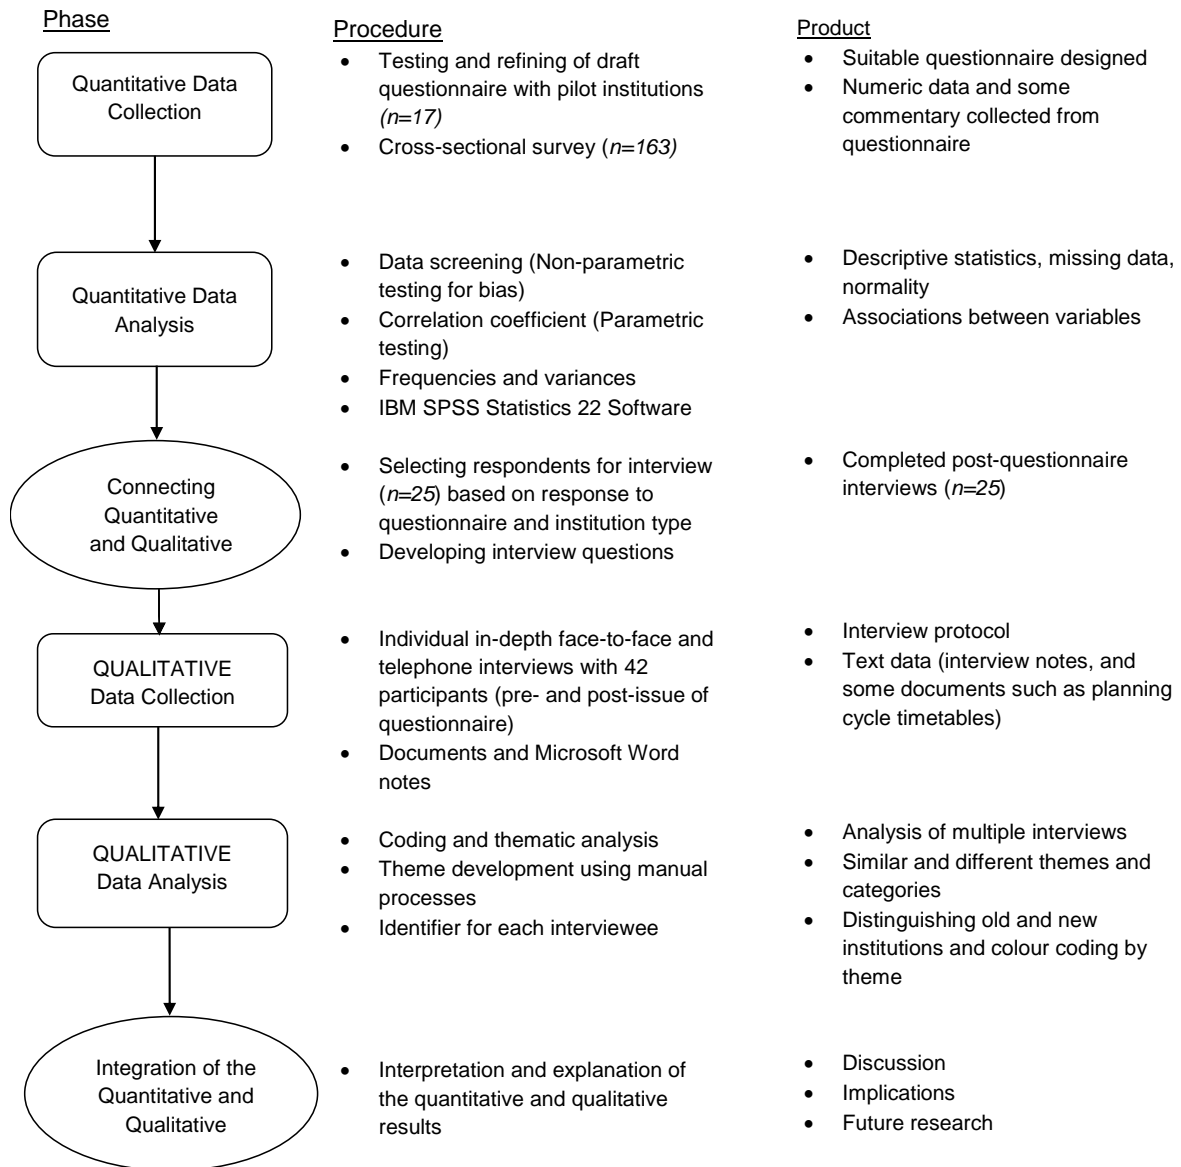 Phase
Procedure
Product
Quantitative Data
Collection
• Testing and refining of draft
questionnaire with pilot institutions
(n=17)
• Cross-sectional survey (n=163)
• Suitable questionnaire designed
• Numeric data and some
commentary collected from
questionnaire
Quantitative Data
Analysis
• Data screening (Non-parametric
testing for bias)
• Correlation coefficient (Parametric
testing)
• Frequencies and variances
• IBM SPSS Statistics 22 Software
• Descriptive statistics, missing data,
normality
• Associations between variables
Connecting
Quantitative
and Qualitative
• Selecting respondents for interview
(n=25) based on response to
questionnaire and institution type
• Developing interview questions
• Completed post-questionnaire
interviews (n=25)
QUALITATIVE
Data Collection
• Individual in-depth face-to-face and
telephone interviews with 42
participants (pre- and post-issue of
questionnaire)
• Documents and Microsoft Word
notes
• Interview protocol
• Text data (interview notes, and
some documents such as planning
cycle timetables)
QUALITATIVE
Data Analysis
• Coding and thematic analysis
• Theme development using manual
processes
• Identifier for each interviewee
• Analysis of multiple interviews
• Similar and different themes and
categories
• Distinguishing old and new
institutions and colour coding by
theme
Integration of the
Quantitative and
Qualitative
• Interpretation and explanation of
the quantitative and qualitative
results
• Discussion
• Implications
• Future research